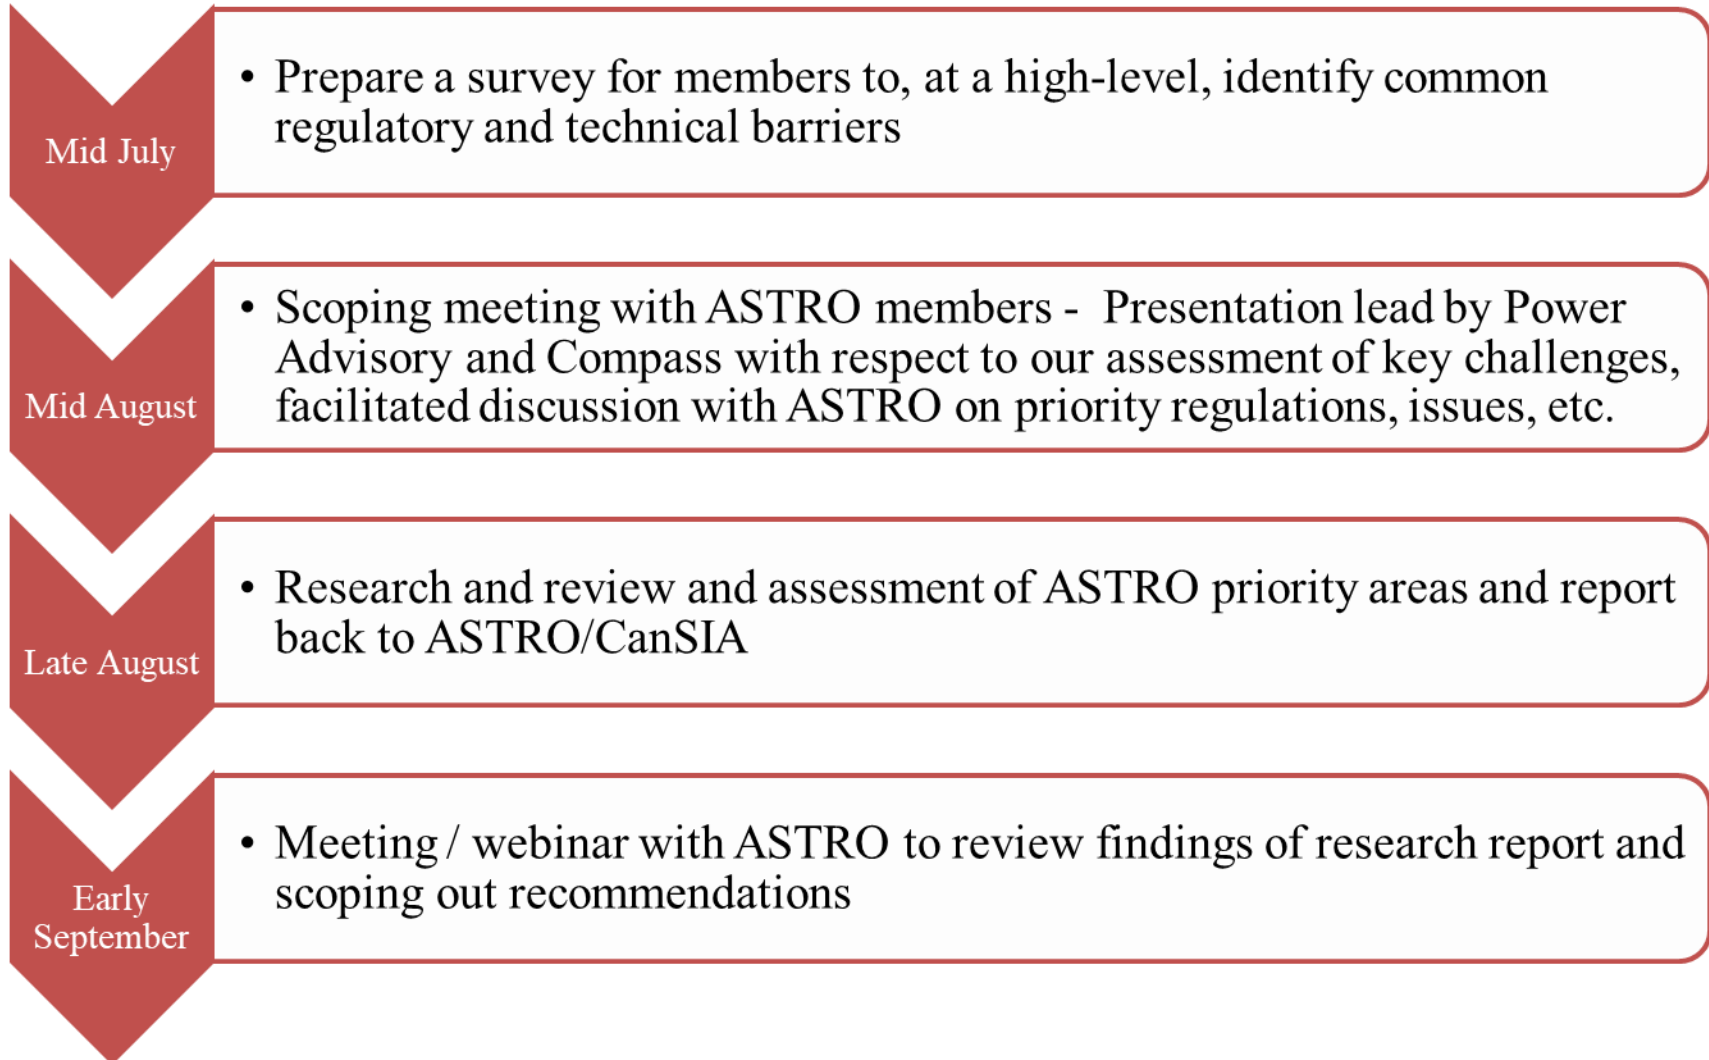 Mid July
• Prepare a survey for members to, at a high-level, identify common
regulatory and technical barriers
Mid August
• Scoping meeting with ASTRO members -  Presentation lead by Power
Advisory and Compass with respect to our assessment of key challenges,
facilitated discussion with ASTRO on priority regulations, issues, etc.
Late August
• Research and review and assessment of ASTRO priority areas and report
back to ASTRO/CanSIA
Early
September
• Meeting / webinar with ASTRO to review findings of research report and
scoping out recommendations